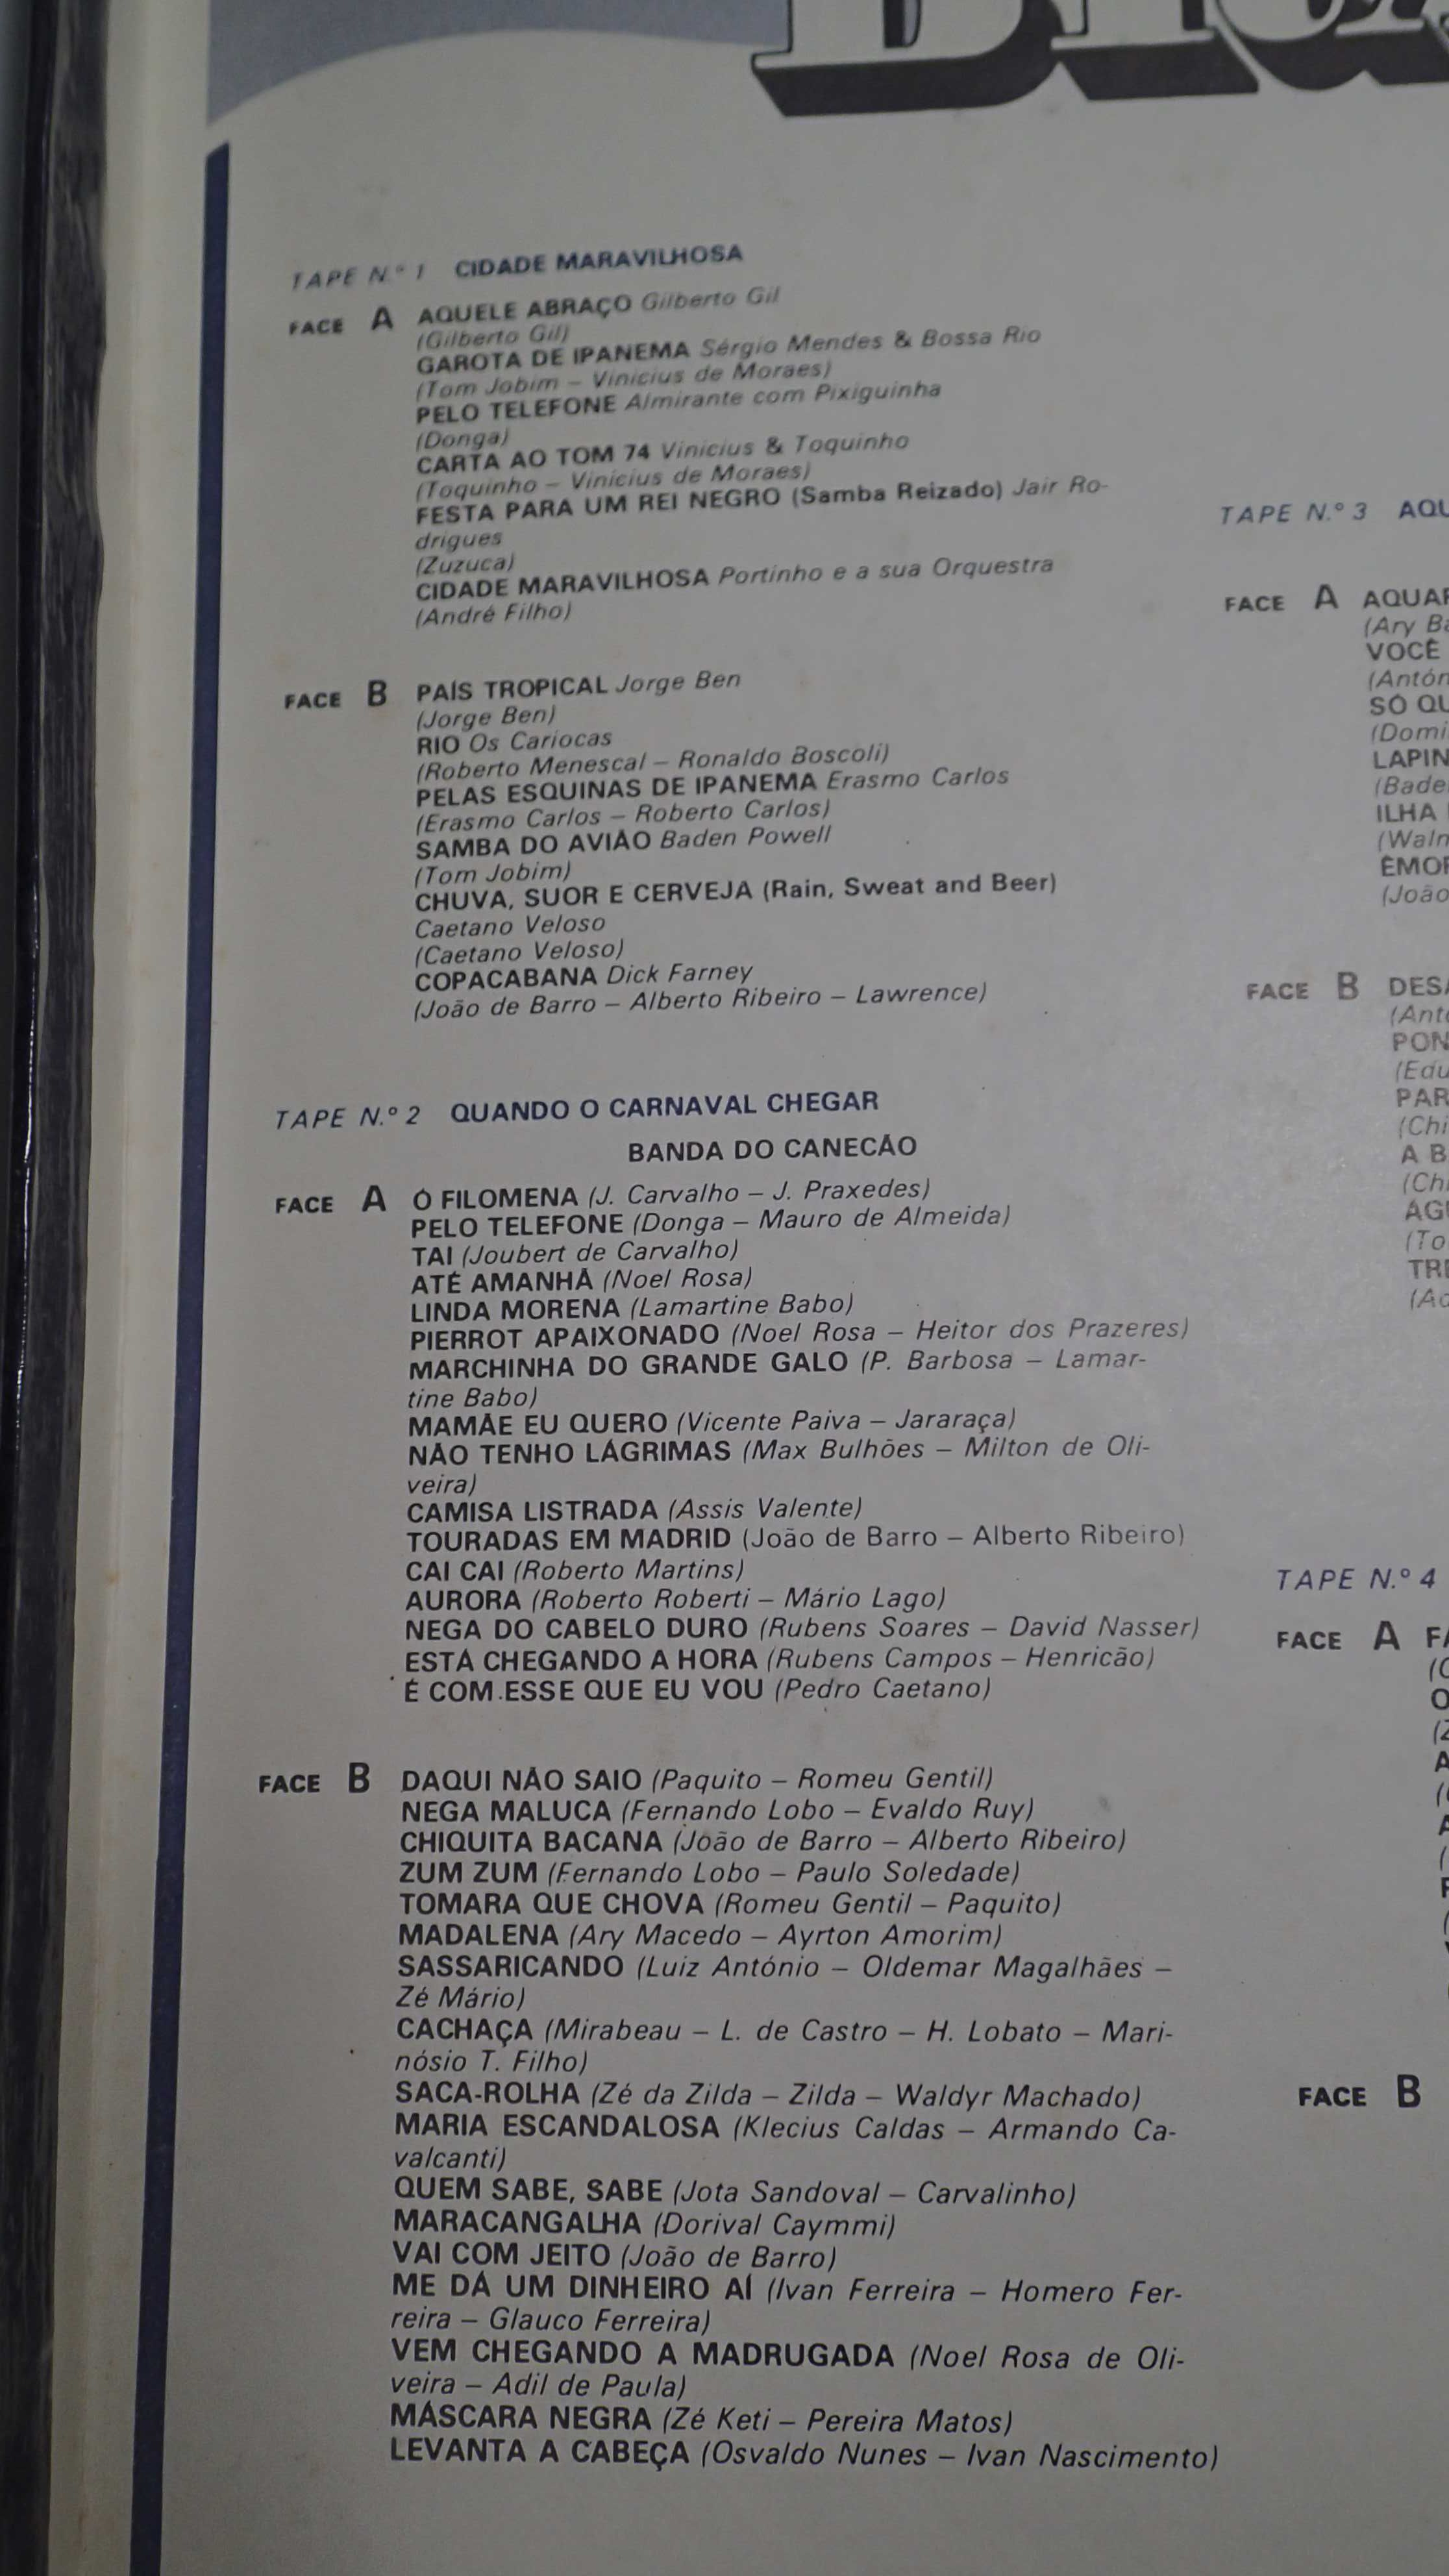 TAPE N.º 1 CIDADE MARAVILHOSA
FACE A AQUELE ABRAÇO Gilberto Gil
(Gilberto Gil)
GAROTA DE IPANEMA Sérgio Mendes & Bossa Rio
(Tom Jobim – Vinicius de Moraes)
PELO TELEFONE Almirante com Pixiguinha
(Donga)
CARTA AO TOM 74 Vinicius & Toquinho
(Toquinho – Vinicius de Moraes)
FESTA PARA UM REI NEGRO (Samba Reizado) Jair Ro-
drigues
(Zuzuca)
CIDADE MARAVILHOSA Portinho e a sua Orquestra
(André Filho)
FACE B PAÍS TROPICAL Jorge Ben
(Jorge Ben)
RIO Os Cariocas
(Roberto Menescal – Ronaldo Boscoli)
PELAS ESQUINAS DE IPANEMA Erasmo Carlos
(Erasmo Carlos – Roberto Carlos)
SAMBA DO AVIÃO Baden Powell
(Tom Jobim)
CHUVA, SUOR E CERVEJA (Rain, Sweat and Beer)
Caetano Veloso
(Caetano Veloso)
COPACABANA Dick Farney
(João de Barro – Alberto Ribeiro – Lawrence)
TAPE N.º 2 QUANDO O CARNAVAL CHEGAR
BANDA DO CANECÃO
FACE A Ó FILOMENA (J. Carvalho – J. Praxedes)
PELO TELEFONE (Donga – Mauro de Almeida)
TAI (Joubert de Carvalho)
ATÉ AMANHÃ (Noel Rosa)
LINDA MORENA (Lamartine Babo)
PIERROT APAIXONADO (Noel Rosa – Heitor dos Prazeres)
MARCHINHA DO GRANDE GALO (P. Barbosa – Lamar-
tine Babo)
MAMÃE EU QUERO (Vicente Paiva – Jararaça)
NÃO TENHO LÁGRIMAS (Max Bulhões – Milton de Oli-
veira)
CAMISA LISTRADA (Assis Valente)
TOURADAS EM MADRID (João de Barro – Alberto Ribeiro)
CAI CAI (Roberto Martins)
AURORA (Roberto Roberti – Mário Lago)
NEGA DO CABELO DURO (Rubens Soares – David Nasser)
ESTÁ CHEGANDO A HORA (Rubens Campos – Henricão)
É COM ESSE QUE EU VOU (Pedro Caetano)
FACE B DAQUI NÃO SAIO (Paquito – Romeu Gentil)
NEGA MALUCA (Fernando Lobo – Evaldo Ruy)
CHIQUITA BACANA (João de Barro – Alberto Ribeiro)
ZUM ZUM (Fernando Lobo – Paulo Soledade)
TOMARA QUE CHOVA (Romeu Gentil – Paquito)
MADALENA (Ary Macedo – Ayrton Amorim)
SASSARICANDO (Luiz António – Oldemar Magalhães –
Zé Mário)
CACHAÇA (Mirabeau – L. de Castro – H. Lobato – Mari-
nósio T. Filho)
SACA-ROLHA (Zé da Zilda – Zilda – Waldyr Machado)
MARIA ESCANDALOSA (Klecius Caldas – Armando Ca-
valcanti)
QUEM SABE, SABE (Jota Sandoval – Carvalinho)
MARACANGALHA (Dorival Caymmi)
VAI COM JEITO (João de Barro)
ME DÁ UM DINHEIRO AÍ (Ivan Ferreira – Homero Fer-
reira – Glauco Ferreira)
VEM CHEGANDO A MADRUGADA (Noel Rosa de Oli-
veira – Adil de Paula)
MÁSCARA NEGRA (Zé Keti – Pereira Matos)
LEVANTA A CABEÇA (Osvaldo Nunes – Ivan Nascimento)
TAPE N.º 3
FACE A
(Ary
VOCÊ
SÓ
ILHA
FACE B
A
TAPE N.º 4
FACE A
FACE B